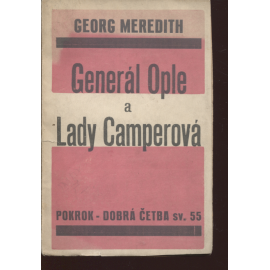 GEORG MEREDITH
Generál Ople
a
Lady Camperová
POKROK - DOBRÁ ČETBA sv. 55